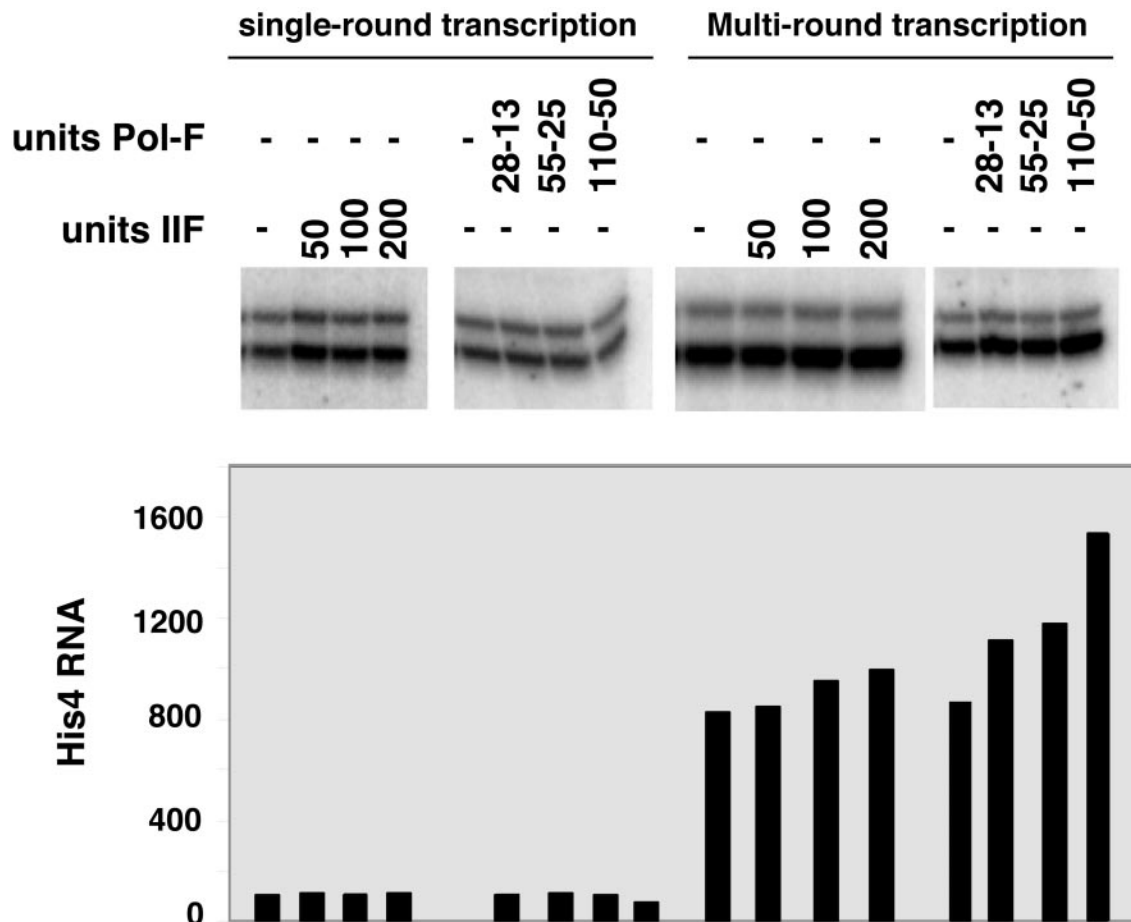 single-round transcription Multi-round transcription
units Pol-F - - - - - 28-13 55-25 110-50 - - - - - 28-13 55-25 110-50
units IIF - 50 100 200 - - - - - 50 100 200 - - - -
His4 RNA
1600
1200
800
400
0